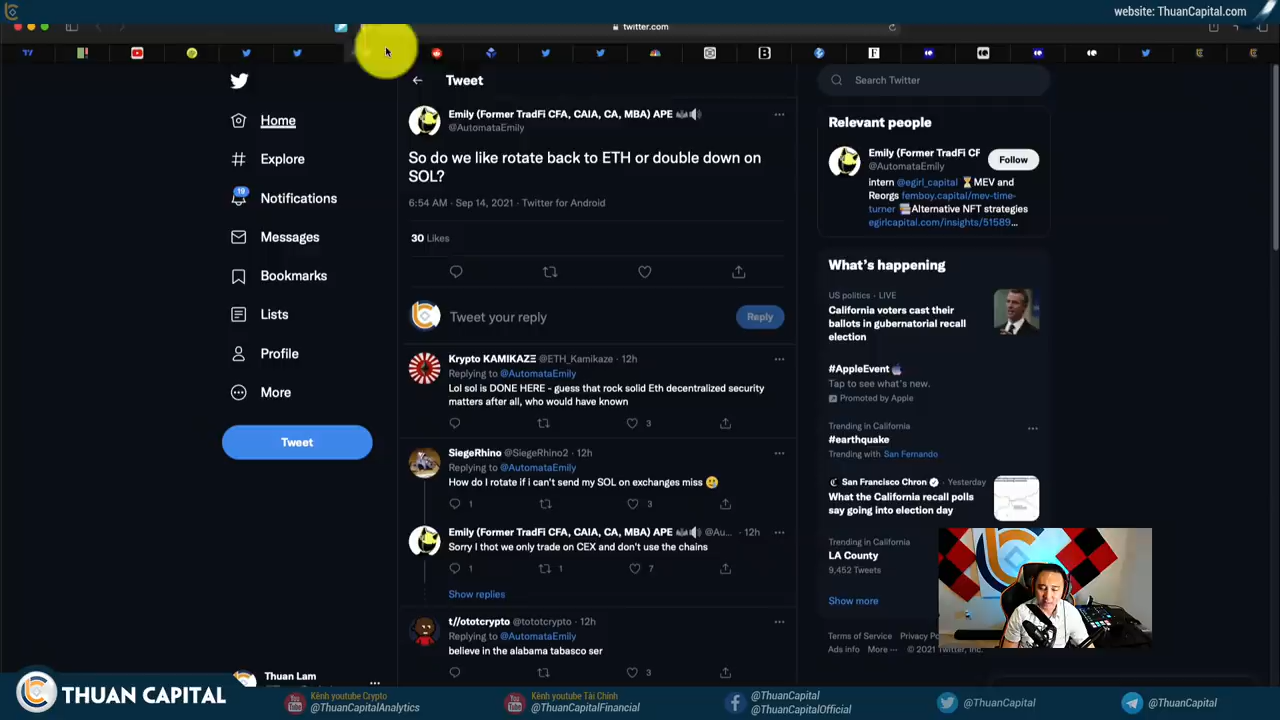 website: ThuanCapital.com
twitter.com
Search Twitter
Tweet
Home
Explore
19
Notifications
Messages
Bookmarks
Lists
Profile
More
Tweet
Thuan Lam
Emily (Former TradFi CFA, CAIA, CA, MBA) APE
@AutomataEmily
So do we like rotate back to ETH or double down on
SOL?
6:54 AM · Sep 14, 2021 · Twitter for Android
30 Likes
Tweet your reply
Reply
Krypto KAMIKAZΞ @ETH_Kamikaze · 12h
Replying to @AutomataEmily
Lol sol is DONE HERE - guess that rock solid Eth decentralized security
matters after all, who would have known
3
SiegeRhino @SiegeRhino2 · 12h
Replying to @AutomataEmily
How do I rotate if i can't send my SOL on exchanges miss
1 3
Emily (Former TradFi CFA, CAIA, CA, MBA) APE @Au... · 12h
Sorry I thot we only trade on CEX and don't use the chains
1 1 7
Show replies
t//ototcrypto @tototcrypto · 12h
Replying to @AutomataEmily
believe in the alabama tabasco ser
3
Relevant people
Emily (Former TradFi CF
@AutomataEmily
Follow
intern @egirl_capital MEV and
Reorgs femboy.capital/mev-time-
turner Alternative NFT strategies
egirlcapital.com/insights/51589...
What's happening
US politics · LIVE
California voters cast their
ballots in gubernatorial recall
election
#AppleEvent
Tap to see what's new.
Promoted by Apple
Trending in California
#earthquake
Trending with San Fernando
San Francisco Chron · Yesterday
What the California recall polls
say going into election day
Trending in California
LA County
9,452 Tweets
Show more
Terms of Service Privacy Po
Ads info More ··· © 2021 Twitter, Inc.
THUAN CAPITAL
Kênh youtube Crypto
@ThuanCapitalAnalytics
Kênh youtube Tài Chính
@ThuanCapitalFinancial
@ThuanCapital
@ThuanCapitalOfficial
@ThuanCapital
@ThuanCapital